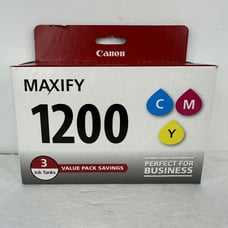 Canon
MAXIFY
1200
C M
Y
3
Ink Tanks
VALUE PACK SAVINGS
PERFECT FOR
BUSINESS